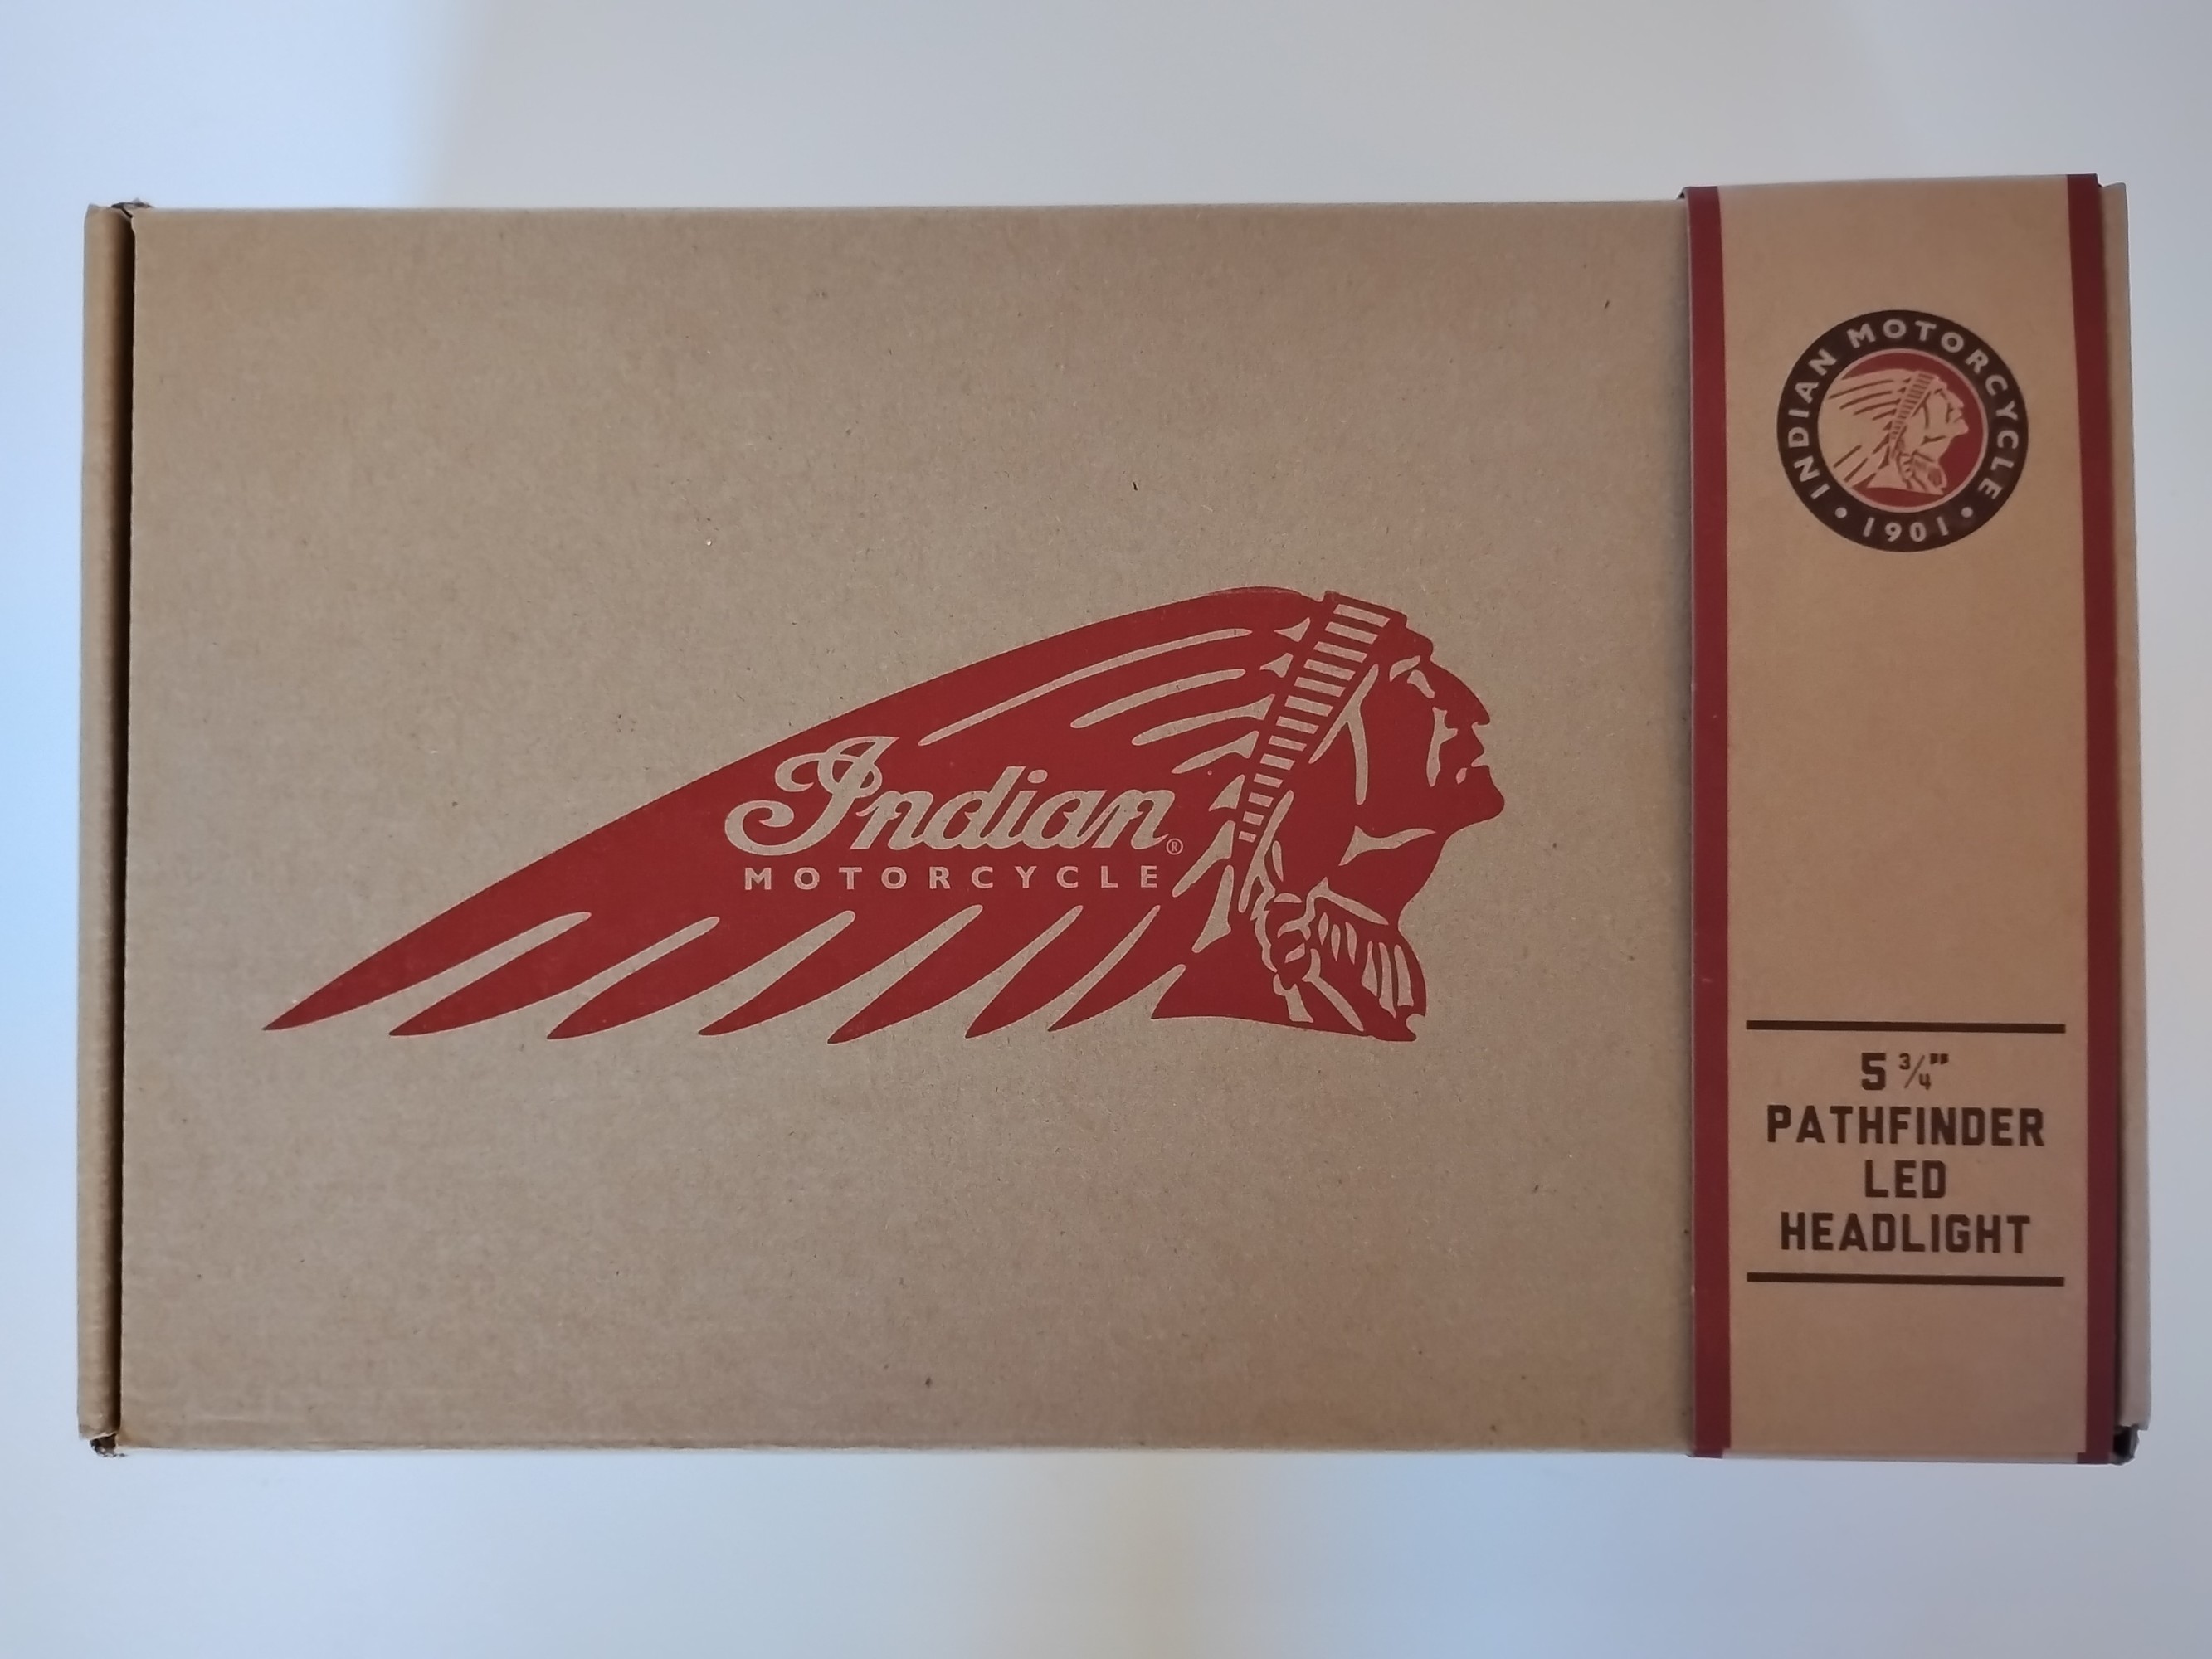 Indian®
MOTORCYCLE
INDIAN MOTORCYCLE
• 1901 •
5 3/4"
PATHFINDER
LED
HEADLIGHT